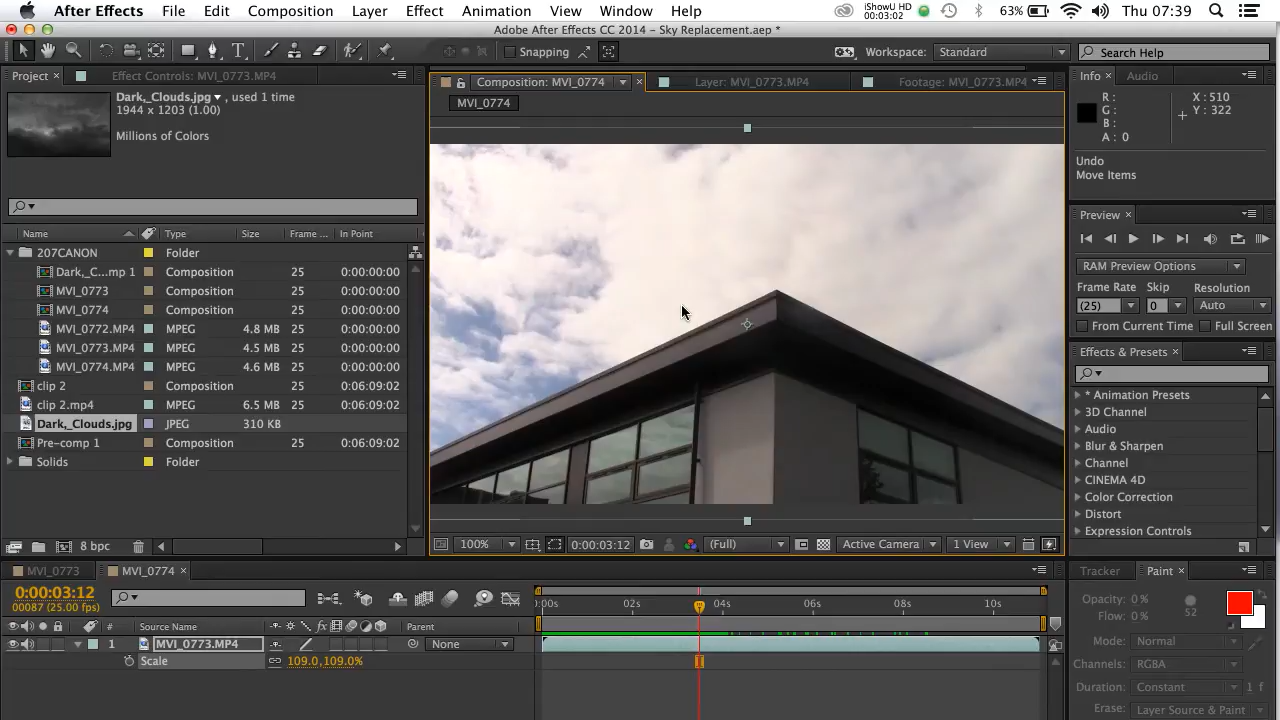 After Effects File Edit Composition Layer Effect Animation View Window Help iShowU HD 00:03:02 63% Thu 07:39
Adobe After Effects CC 2014 - Sky Replacement.aep *
Snapping Workspace: Standard Search Help
Project × Effect Controls: MVI_0773.MP4
Dark,_Clouds.jpg , used 1 time
1944 x 1203 (1.00)
Millions of Colors
Name Type Size Frame ... In Point
207CANON Folder
Dark,_C...mp 1 Composition 25 0:00:00:00
MVI_0773 Composition 25 0:00:00:00
MVI_0774 Composition 25 0:00:00:00
MVI_0772.MP4 MPEG 4.8 MB 25 0:00:00:00
MVI_0773.MP4 MPEG 4.5 MB 25 0:00:00:00
MVI_0774.MP4 MPEG 4.6 MB 25 0:00:00:00
clip 2 Composition 25 0:06:09:02
clip 2.mp4 MPEG 6.5 MB 25 0:06:09:02
Dark,_Clouds.jpg JPEG 310 KB
Pre-comp 1 Composition 25 0:06:09:02
Solids Folder
8 bpc
Composition: MVI_0774 × Layer: MVI_0773.MP4 Footage: MVI_0773.MP4
MVI_0774
100% 0:00:03:12 (Full) Active Camera 1 View
Info × Audio
R : X : 510
G : Y : 322
B :
A : 0
Undo
Move Items
Preview ×
RAM Preview Options
Frame Rate Skip Resolution
(25) 0 Auto
From Current Time Full Screen
Effects & Presets ×
* Animation Presets
3D Channel
Audio
Blur & Sharpen
Channel
CINEMA 4D
Color Correction
Distort
Expression Controls
MVI_0773 MVI_0774 ×
0:00:03:12
00087 (25.00 fps)
:00s 02s 04s 06s 08s 10s
# Source Name fx Parent
1 MVI_0773.MP4 None
Scale 109.0,109.0%
Tracker Paint ×
Opacity: 0 %
Flow: 0 % 52
Mode: Normal
Channels: RGBA
Duration: Constant 1 f
Erase: Layer Source & Paint